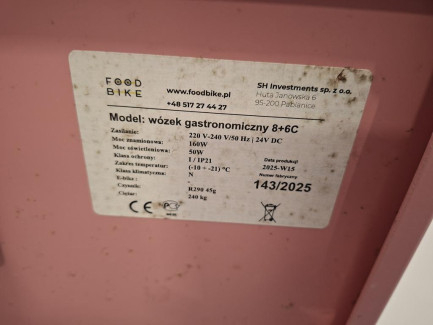 FOOD
BIKE
www.foodbike.pl
+48 517 27 44 27
SH Investments sp. z o.o.
Huta Janowska 6
95-200 Pabianice
Model: wózek gastronomiczny 8+6C
Zasilanie: 220 V-240 V/50 Hz | 24V DC
Moc znamionowa: 160W
Moc oświetleniowa: 50W
Klasa ochrony: I / IP21
Zakres temperatur: (-10 ÷ -21) °C
Klasa klimatyczna: N
Czynnik: R290 45g
Ciężar: 240 kg
Data produkcji
2025-W15
Numer fabryczny
143/2025
CE